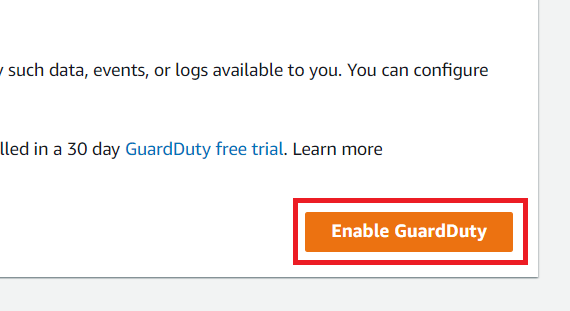 such data, events, or logs available to you. You can configure
lled in a 30 day GuardDuty free trial. Learn more
Enable GuardDuty